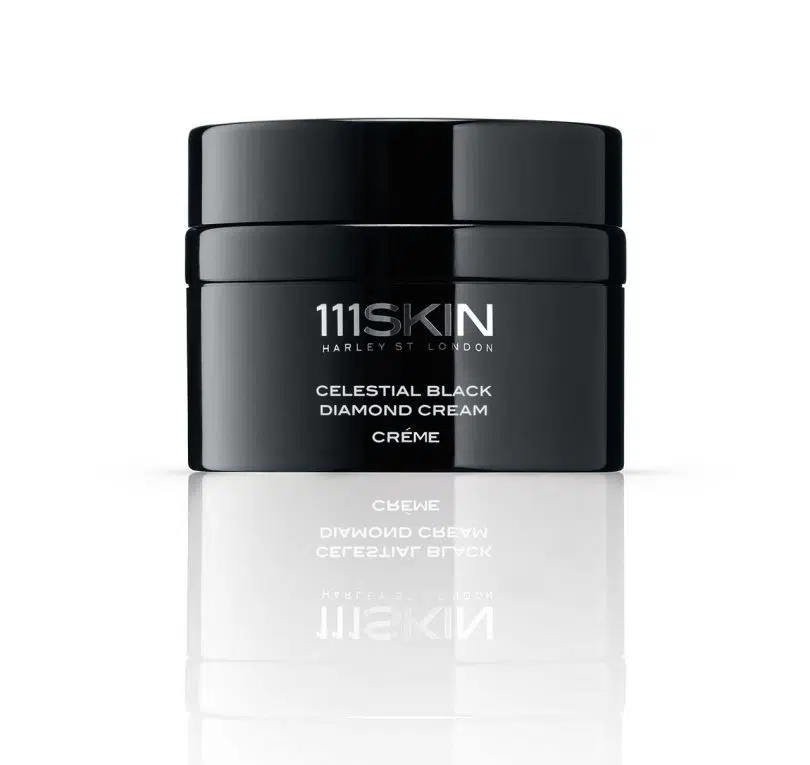 111SKIN
HARLEY ST LONDON
CELESTIAL BLACK
DIAMOND CREAM
CRÉME